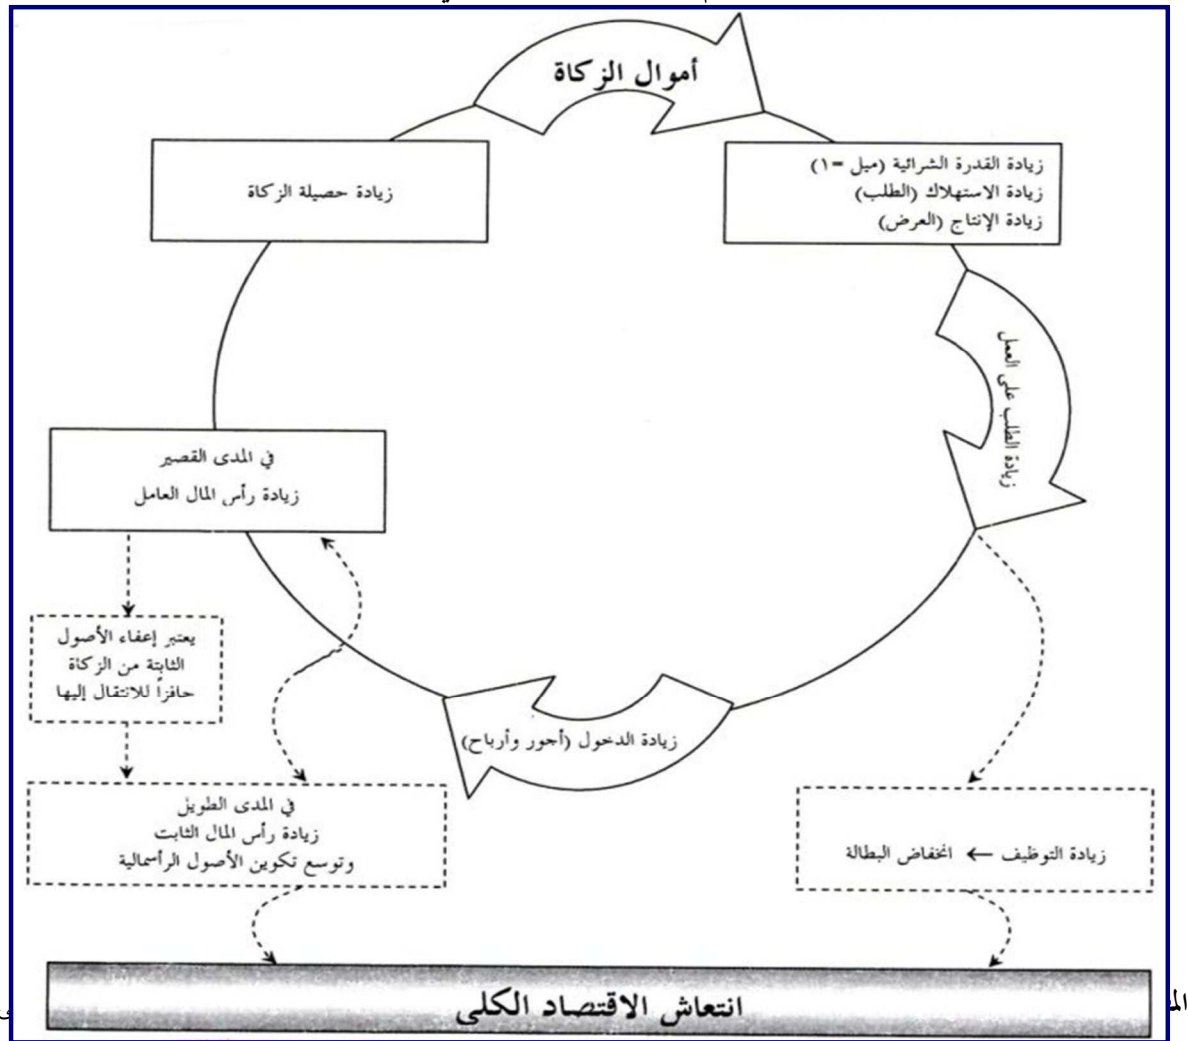 أموال الزكاة
زيادة القدرة الشرائية (ميل =١)
زيادة الاستهلاك (الطلب)
زيادة الإنتاج (العرض)
زيادة حصيلة الزكاة
زيادة الطلب على العمل
في المدى القصير
زيادة رأس المال العامل
يعتبر إعفاء الأصول
الثابتة من الزكاة
حافزاً للانتقال إليها
زيادة الدخول (أجور وأرباح)
في المدى الطويل
زيادة رأس المال الثابت
وتوسع تكوين الأصول الرأسمالية
زيادة التوظيف ← انخفاض البطالة
انتعاش الاقتصاد الكلي